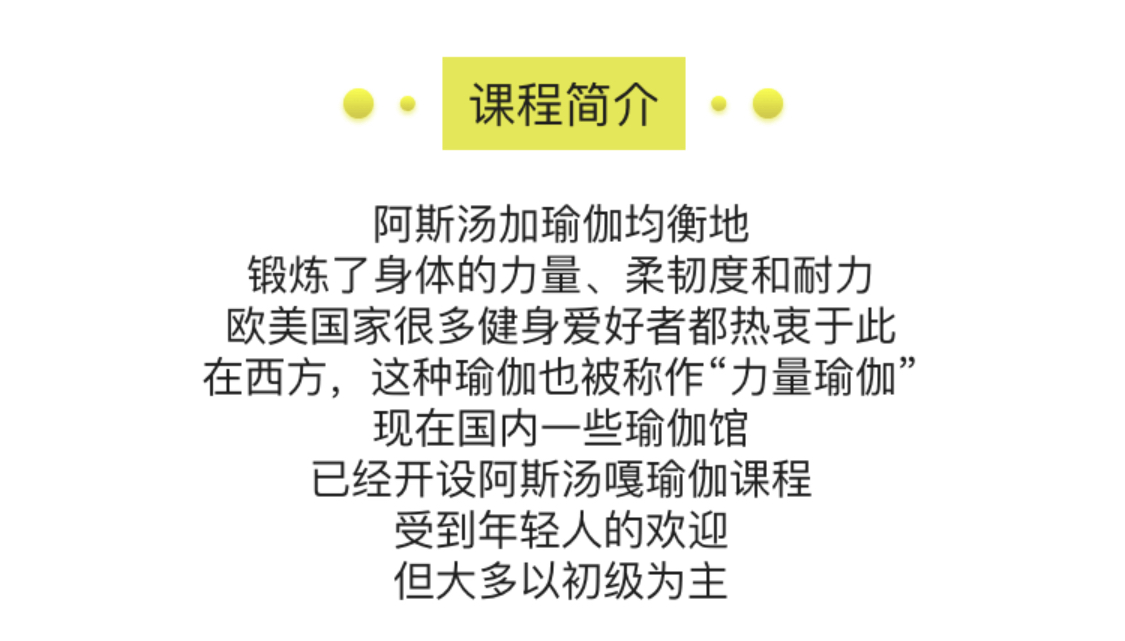 课程简介
阿斯汤加瑜伽均衡地
锻炼了身体的力量、柔韧度和耐力
欧美国家很多健身爱好者都热衷于此
在西方，这种瑜伽也被称作“力量瑜伽”
现在国内一些瑜伽馆
已经开设阿斯汤嘎瑜伽课程
受到年轻人的欢迎
但大多以初级为主